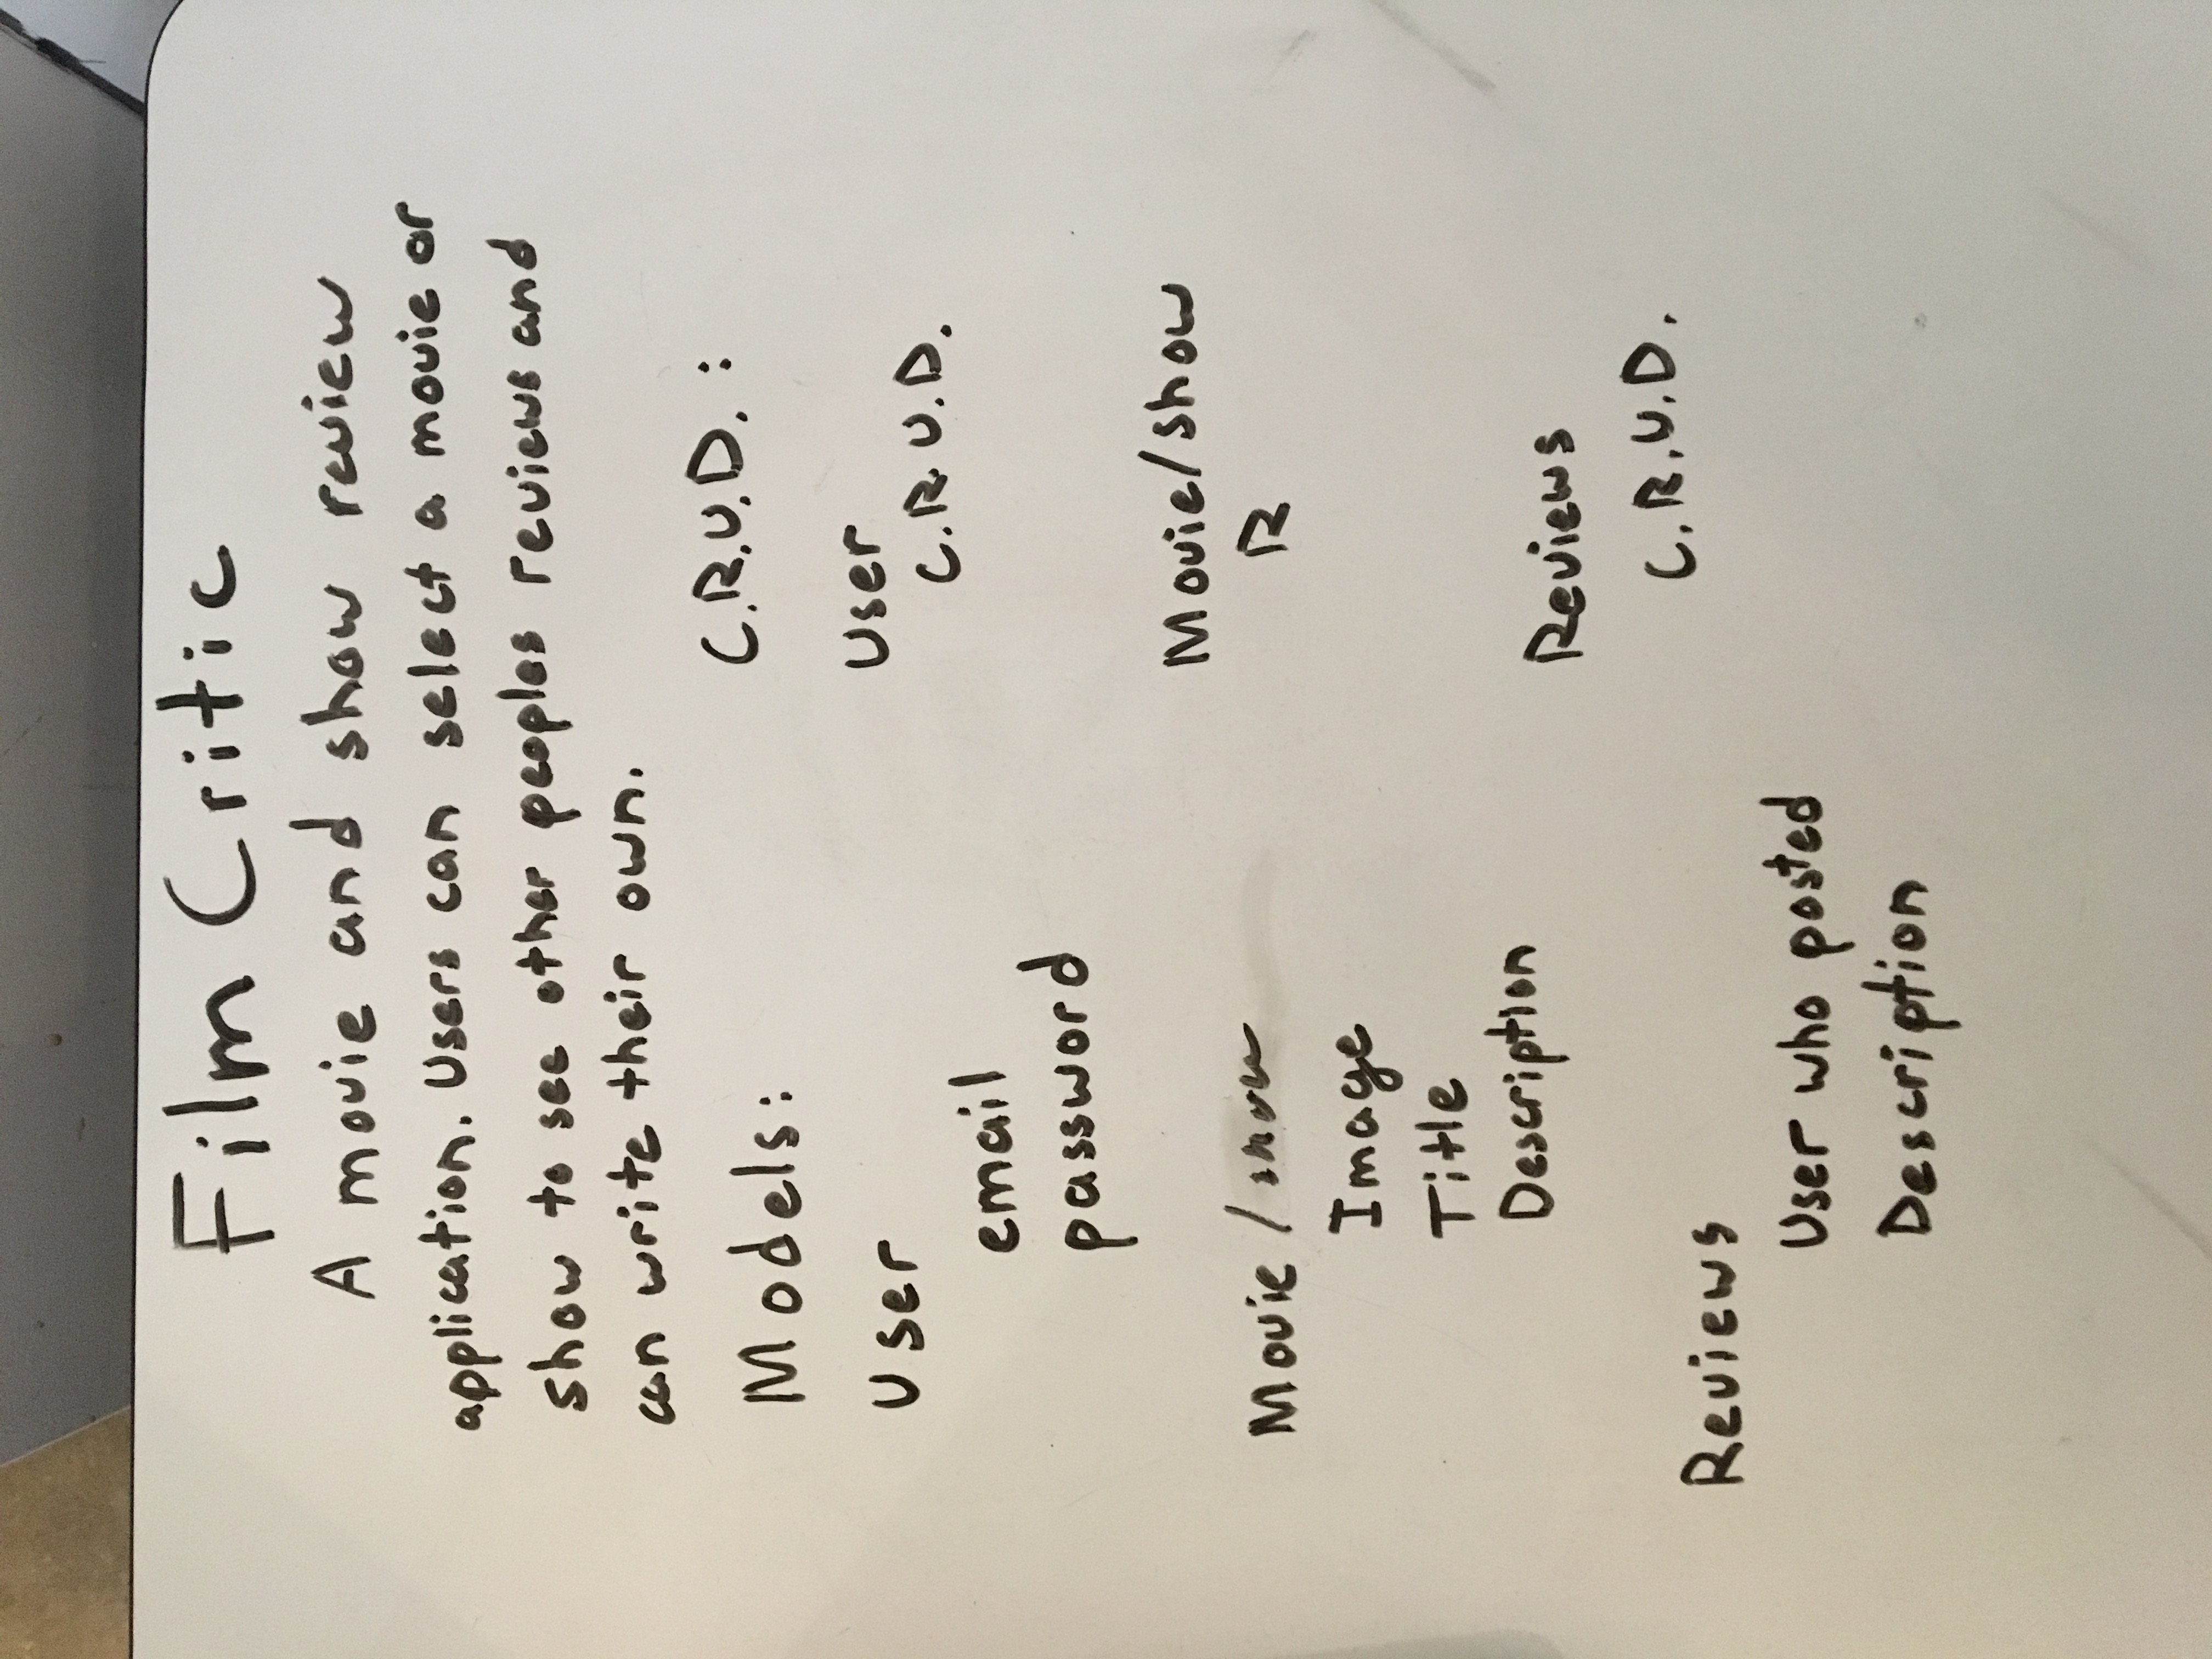 Film Critic
A movie and show review
application. Users can select a movie or
show to see other peoples reviews and
can write their own.
Models:
User
email
password
Movie / show
Image
Title
Description
Reviews
User who posted
Description
C.R.U.D. :
User
C.R.U.D.
Movie/show
R
Reviews
C.R.U.D.